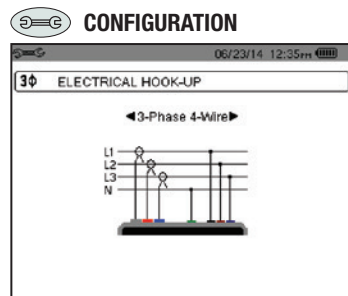 CONFIGURATION
06/23/14 12:35PM
3Φ ELECTRICAL HOOK-UP
◀3-Phase 4-Wire▶
L1
L2
L3
N